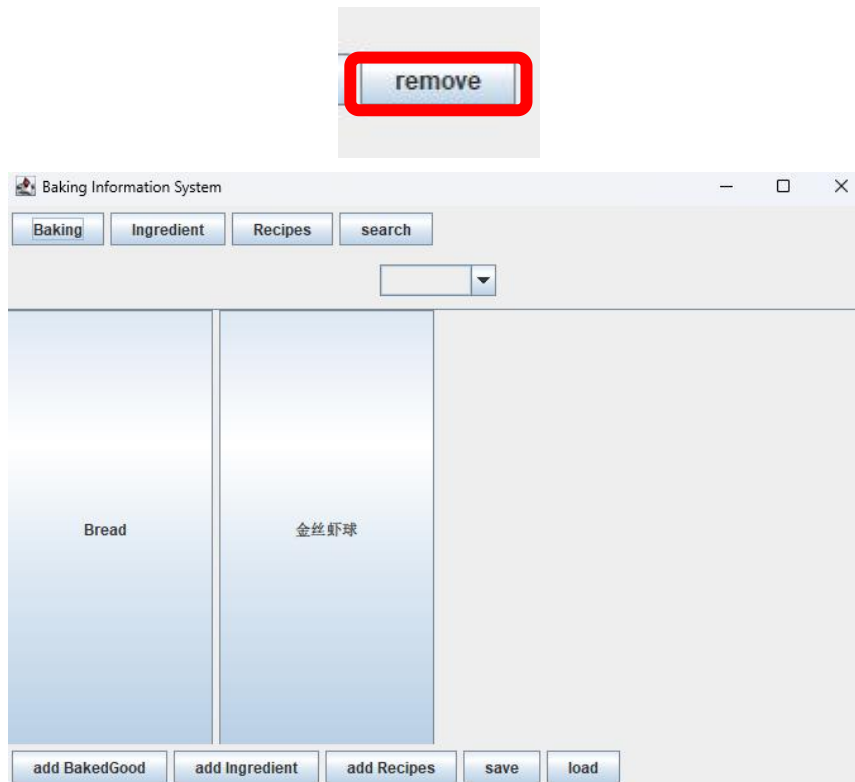 remove
Baking Information System
Baking Ingredient Recipes search
Bread 金丝虾球
add BakedGood add Ingredient add Recipes save load